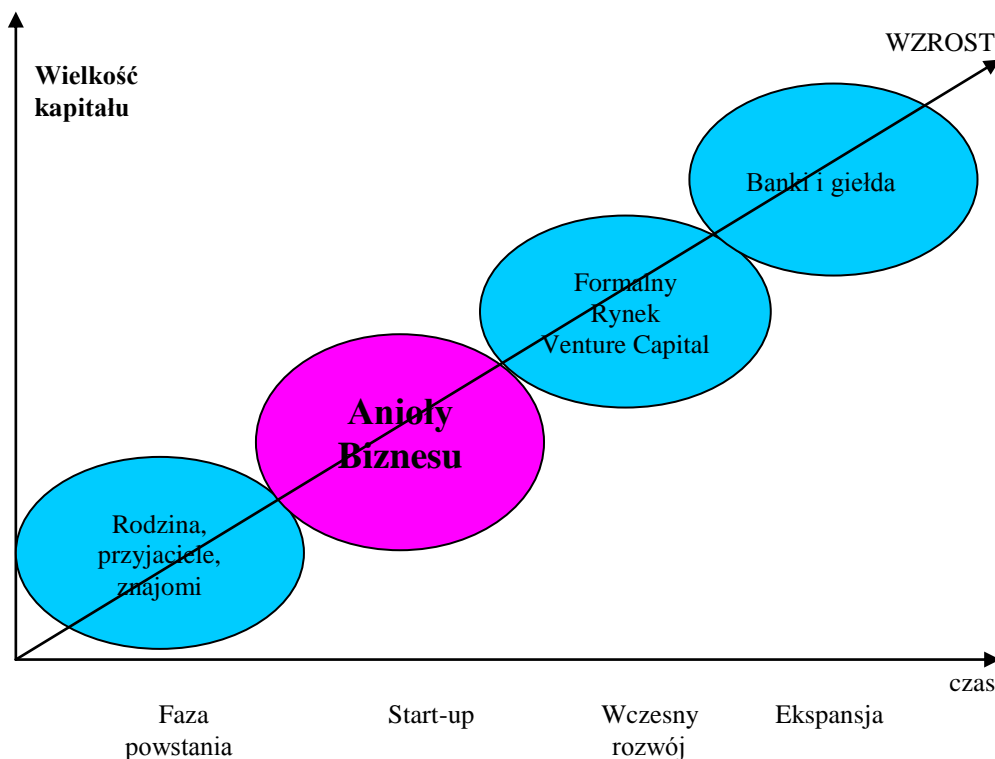 WZROST
Wielkość
kapitału
Banki i giełda
Formalny
Rynek
Venture Capital
Anioły
Biznesu
Rodzina,
przyjaciele,
znajomi
czas
Faza
powstania
Start-up
Wczesny
rozwój
Ekspansja